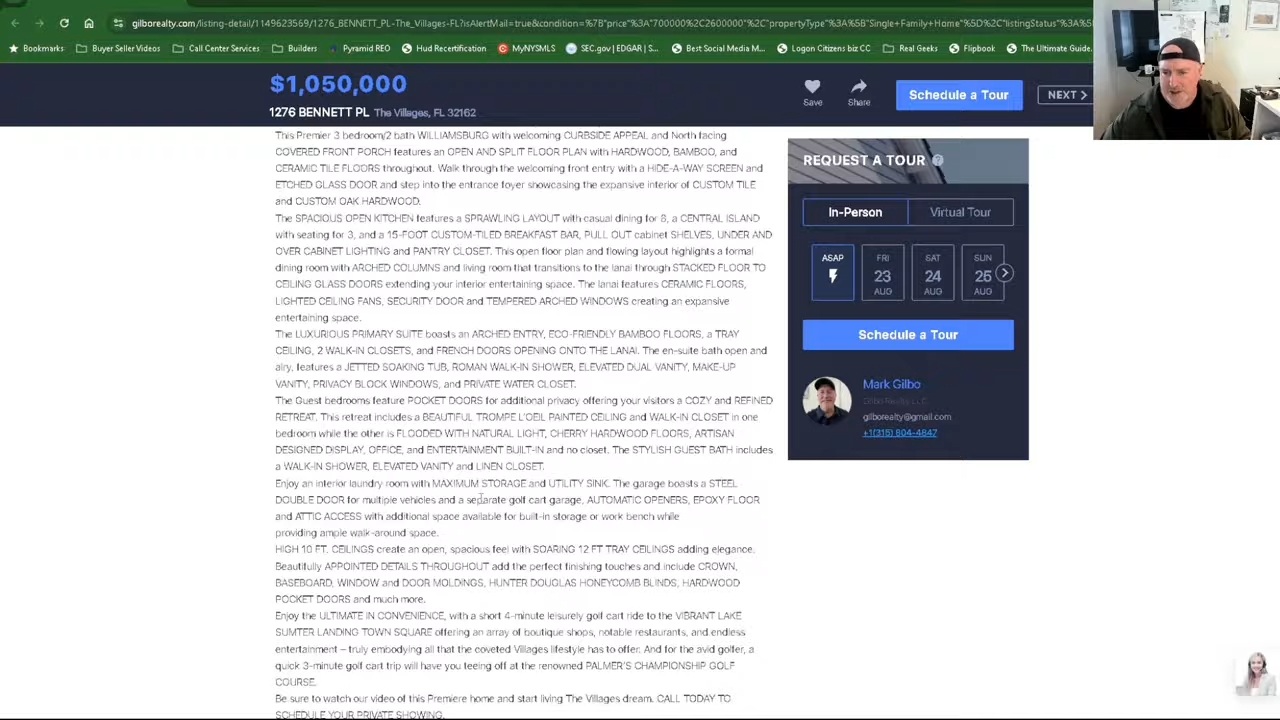 gilborealty.com/listing-detail/1149623569/1276_BENNETT_PL-The_Villages-FL?isAlertMail=true&condition=%7B"price"%3A"700000%2C2600000"%2C"propertyType"%3A%5B"Single+Family+Home"%5D%2C"listingStatus"%3A%5
Bookmarks Buyer Seller Videos Call Center Services Builders Pyramid REO Hud Recertification MyNYSMLS SEC.gov | EDGAR | S... Best Social Media M... Logon Citizens biz CC Real Geeks Flipbook The Ultimate Guide
$1,050,000
1276 BENNETT PL The Villages, FL 32162
Save
Share
Schedule a Tour
NEXT
This Premier 3 bedroom/2 bath WILLIAMSBURG with welcoming CURBSIDE APPEAL and North facing
COVERED FRONT PORCH features an OPEN AND SPLIT FLOOR PLAN with HARDWOOD, BAMBOO, and
CERAMIC TILE FLOORS throughout. Walk through the welcoming front entry with a HIDE-A-WAY SCREEN and
ETCHED GLASS DOOR and step into the entrance foyer showcasing the expansive interior of CUSTOM TILE
and CUSTOM OAK HARDWOOD.
The SPACIOUS OPEN KITCHEN features a SPRAWLING LAYOUT with casual dining for 6, a CENTRAL ISLAND
with seating for 3, and a 15-FOOT CUSTOM-TILED BREAKFAST BAR, PULL OUT cabinet SHELVES, UNDER AND
OVER CABINET LIGHTING and PANTRY CLOSET. This open floor plan and flowing layout highlights a formal
dining room with ARCHED COLUMNS and living room that transitions to the lanai through STACKED FLOOR TO
CEILING GLASS DOORS extending your interior entertaining space. The lanai features CERAMIC FLOORS,
LIGHTED CEILING FANS, SECURITY DOOR and TEMPERED ARCHED WINDOWS creating an expansive
entertaining space.
The LUXURIOUS PRIMARY SUITE boasts an ARCHED ENTRY, ECO-FRIENDLY BAMBOO FLOORS, a TRAY
CEILING, 2 WALK-IN CLOSETS, and FRENCH DOORS OPENING ONTO THE LANAI. The en-suite bath open and
airy, features a JETTED SOAKING TUB, ROMAN WALK-IN SHOWER, ELEVATED DUAL VANITY, MAKE-UP
VANITY, PRIVACY BLOCK WINDOWS, and PRIVATE WATER CLOSET.
The Guest bedrooms feature POCKET DOORS for additional privacy offering your visitors a COZY and REFINED
RETREAT. This retreat includes a BEAUTIFUL TROMPE L'OEIL PAINTED CEILING and WALK-IN CLOSET in one
bedroom while the other is FLOODED WITH NATURAL LIGHT, CHERRY HARDWOOD FLOORS, ARTISAN
DESIGNED DISPLAY, OFFICE, and ENTERTAINMENT BUILT-IN and no closet. The STYLISH GUEST BATH includes
a WALK-IN SHOWER, ELEVATED VANITY and LINEN CLOSET.
Enjoy an interior laundry room with MAXIMUM STORAGE and UTILITY SINK. The garage boasts a STEEL
DOUBLE DOOR for multiple vehicles and a separate golf cart garage, AUTOMATIC OPENERS, EPOXY FLOOR
and ATTIC ACCESS with additional space available for built-in storage or work bench while
providing ample walk-around space.
HIGH 10 FT. CEILINGS create an open, spacious feel with SOARING 12 FT TRAY CEILINGS adding elegance.
Beautifully APPOINTED DETAILS THROUGHOUT add the perfect finishing touches and include CROWN,
BASEBOARD, WINDOW and DOOR MOLDINGS, HUNTER DOUGLAS HONEYCOMB BLINDS, HARDWOOD
POCKET DOORS and much more.
Enjoy the ULTIMATE IN CONVENIENCE, with a short 4-minute leisurely golf cart ride to the VIBRANT LAKE
SUMTER LANDING TOWN SQUARE offering an array of boutique shops, notable restaurants, and endless
entertainment – truly embodying all that the coveted Villages lifestyle has to offer. And for the avid golfer, a
quick 3-minute golf cart trip will have you teeing off at the renowned PALMER'S CHAMPIONSHIP GOLF
COURSE.
Be sure to watch our video of this Premiere home and start living The Villages dream. CALL TODAY TO
SCHEDULE YOUR PRIVATE SHOWING.
REQUEST A TOUR ?
In-Person Virtual Tour
ASAP
FRI 23 AUG
SAT 24 AUG
SUN 25 AUG
Schedule a Tour
Mark Gilbo
Gilbo Realty LLC
gilborealty@gmail.com
+1(315) 604-4847